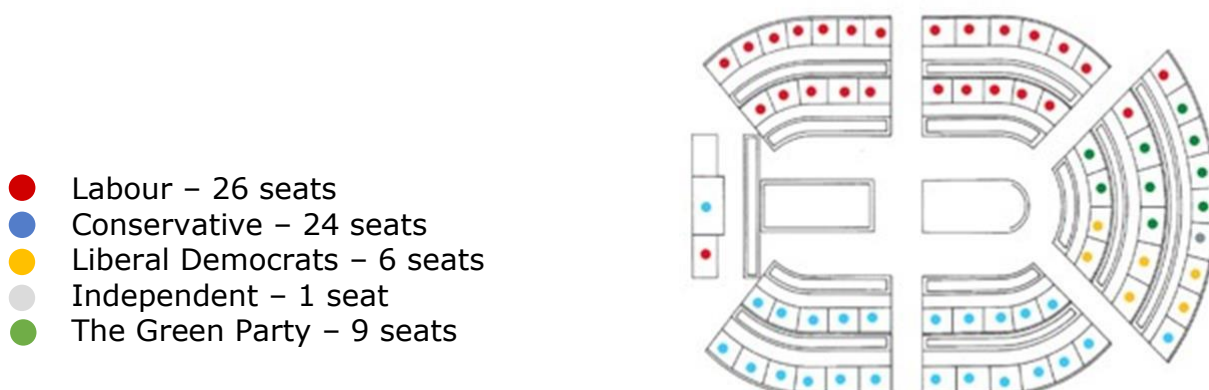 Labour – 26 seats
Conservative – 24 seats
Liberal Democrats – 6 seats
Independent – 1 seat
The Green Party – 9 seats